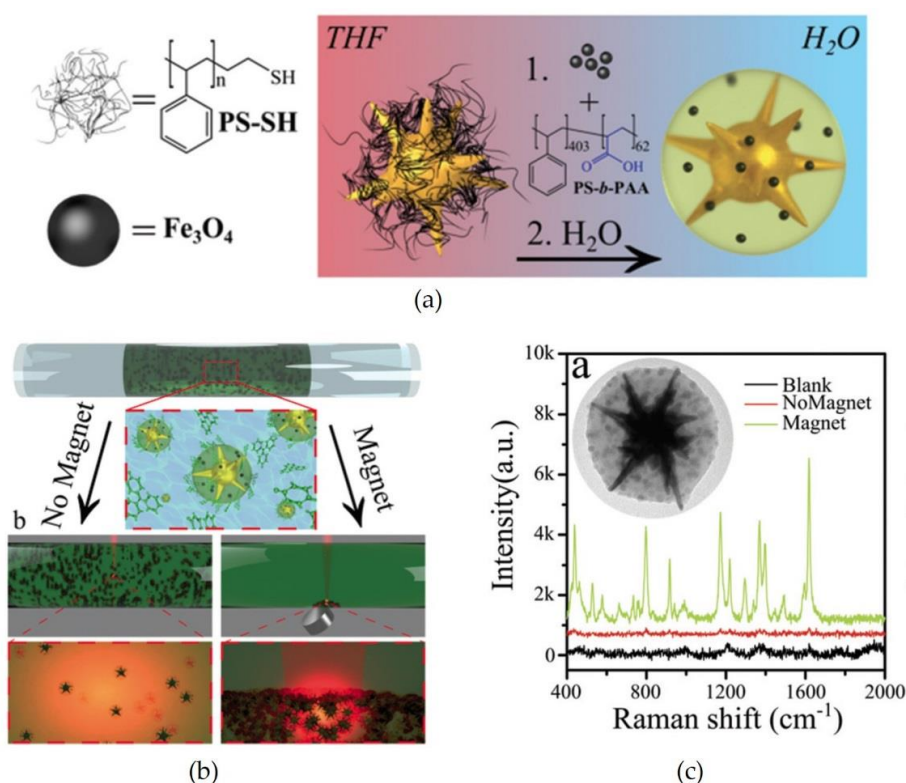 THF
H2O
SH
n
= PS-SH
1.
+
403
62
O
OH
PS-b-PAA
= Fe3O4
2. H2O
(a)
No Magnet
Magnet
b
a
Blank
NoMagnet
Magnet
10k
8k
6k
4k
2k
0
Intensity(a.u.)
400 800 1200 1600 2000
Raman shift (cm-1)
(b)
(c)